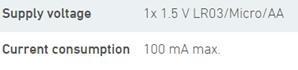 Supply voltage 1x 1.5 V LR03/Micro/AA
Current consumption 100 mA max.